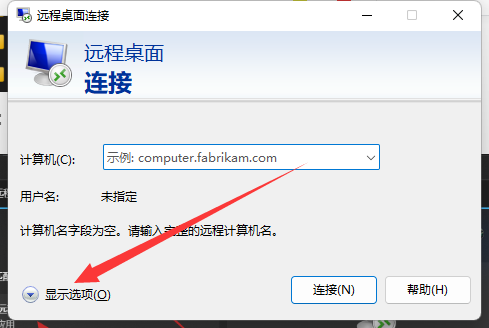 远程桌面连接
远程桌面
连接
计算机(C): 示例: computer.fabrikam.com
用户名: 未指定
计算机名字段为空。请输入完整的远程计算机名。
显示选项(O) 连接(N) 帮助(H)